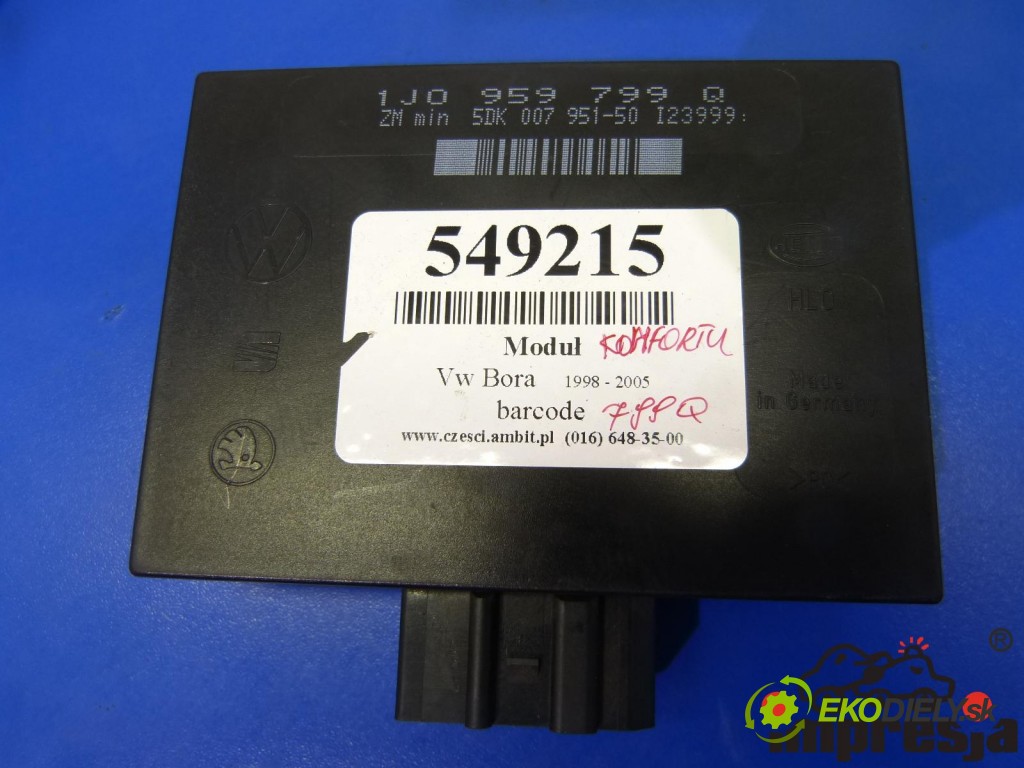 1J0 959 799 Q
ZM min 5DK 007 951-50 I23999:
549215
Moduł KOMFORTU
Vw Bora 1998 - 2005
barcode 799Q
www.czesci.ambit.pl (016) 648-35-00
HLO
Made
in Germany
®
EKODIELY.sk
impresja